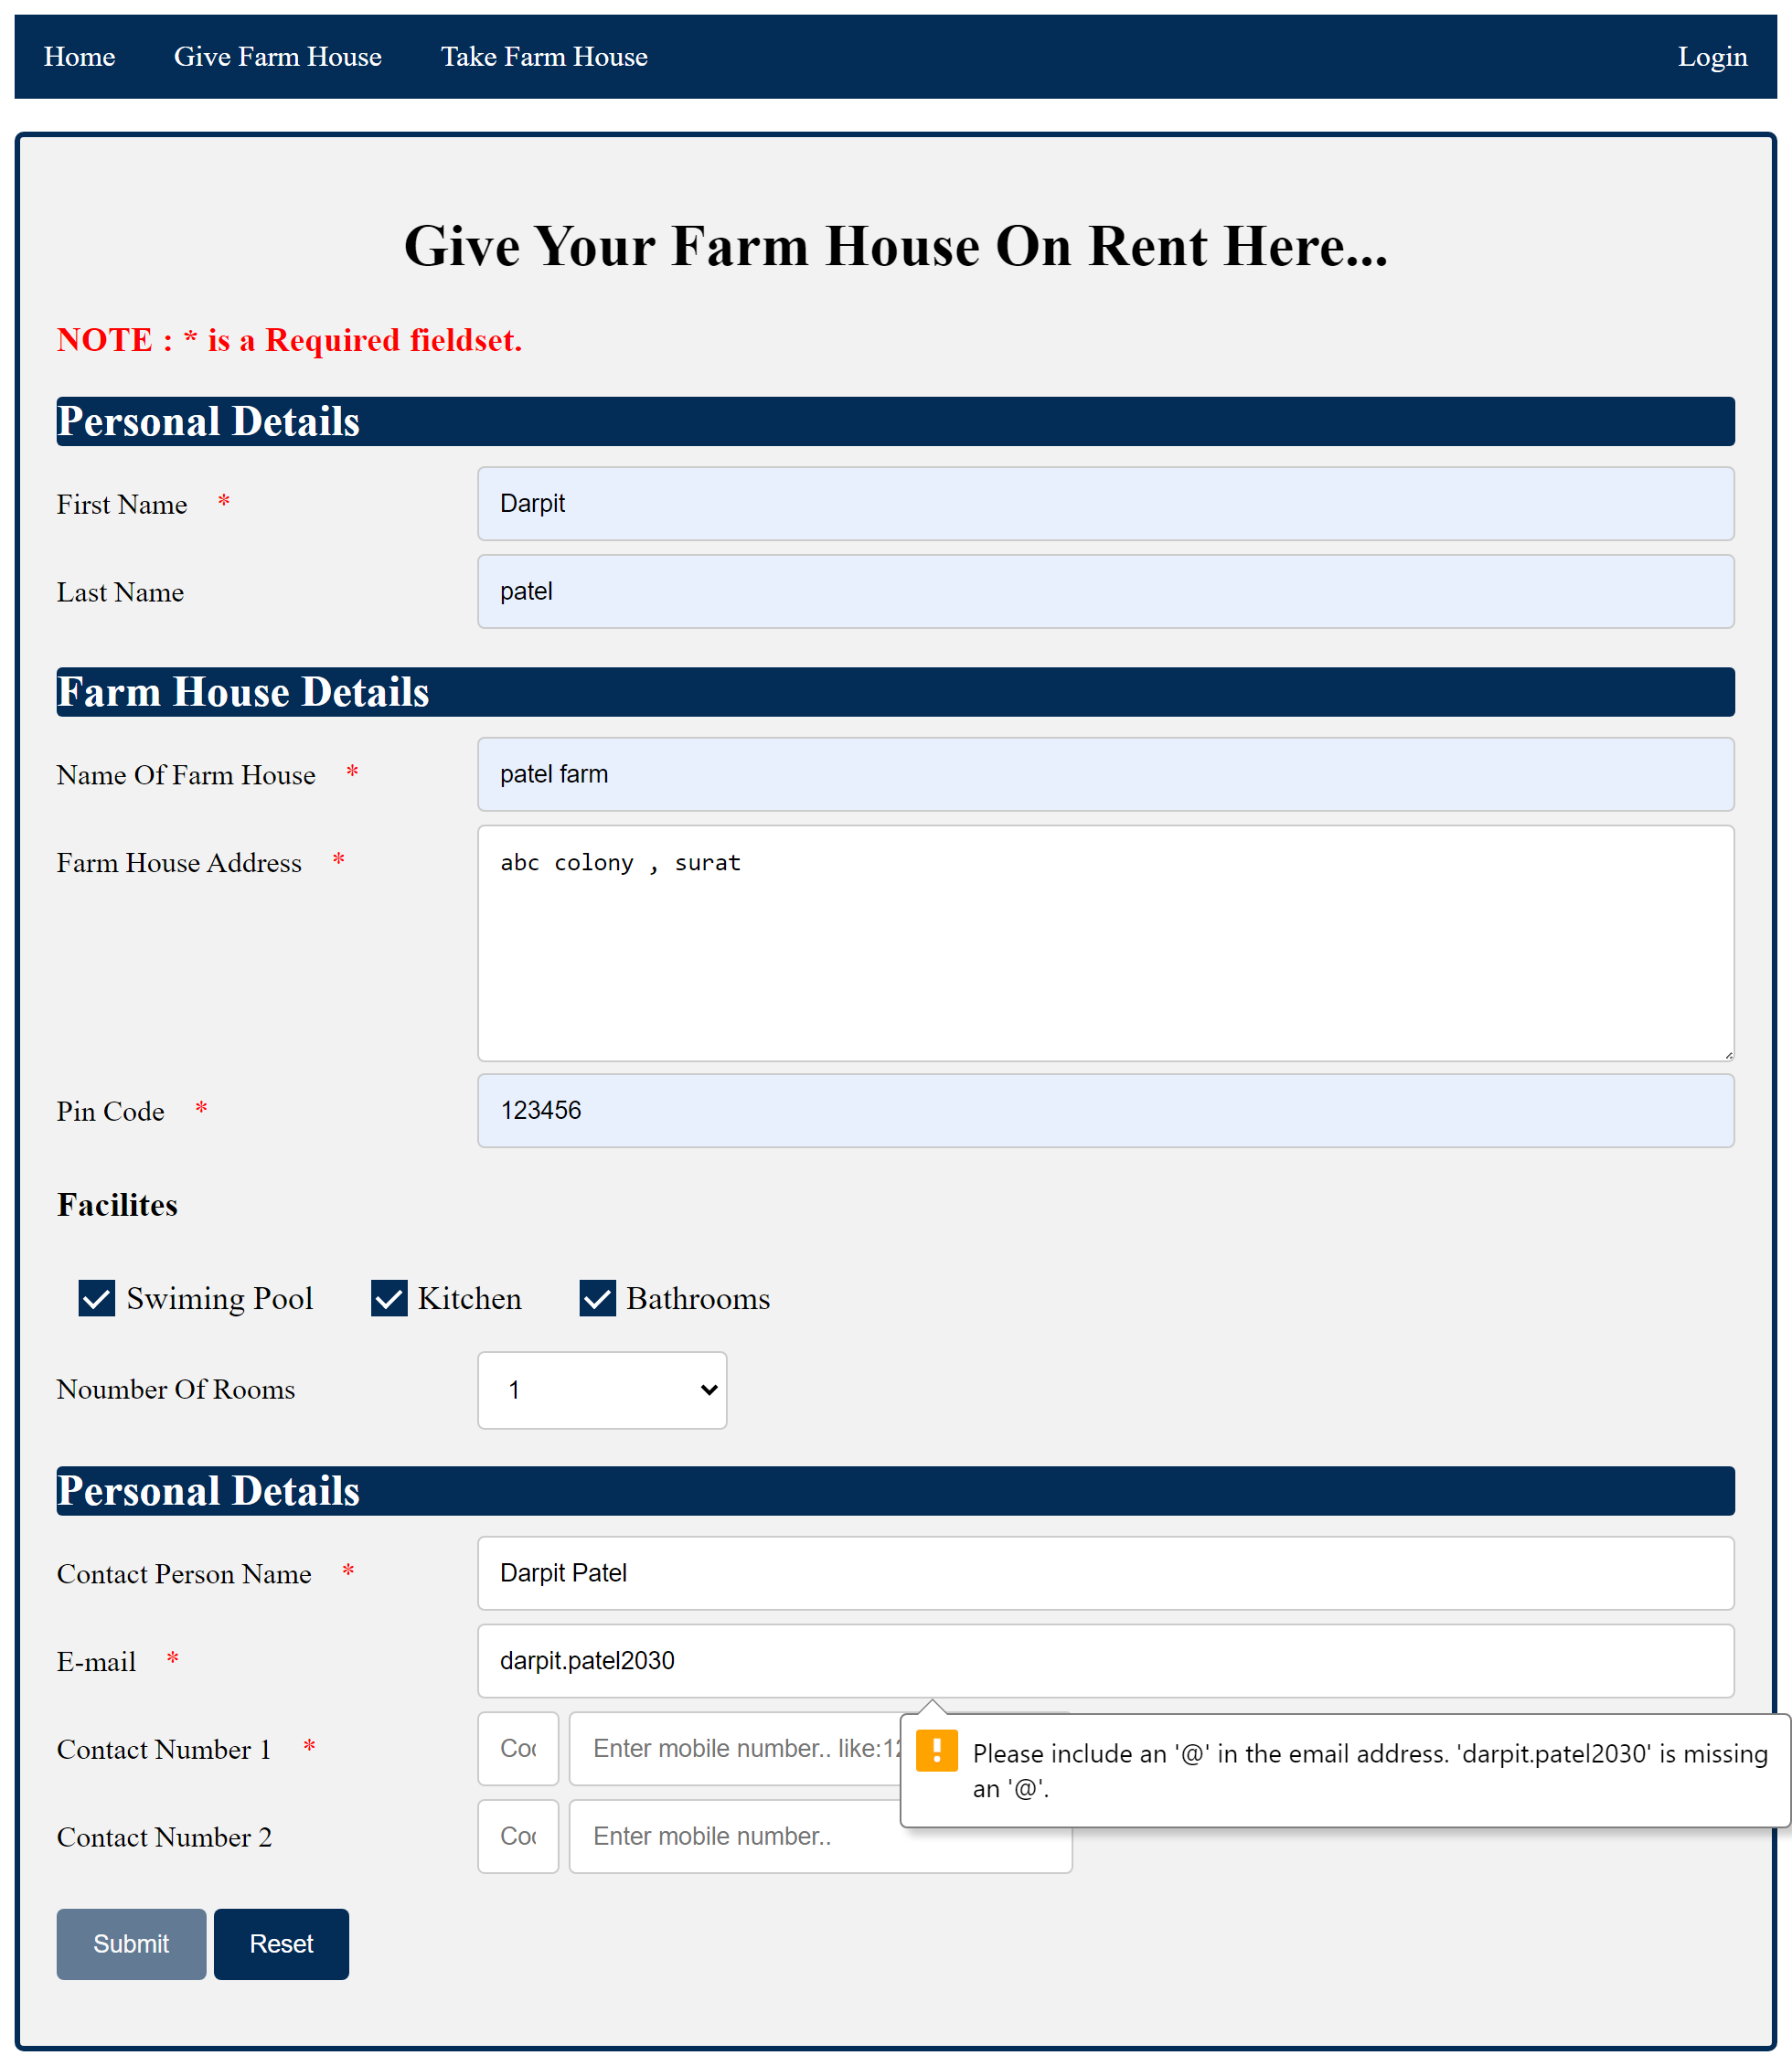 Home Give Farm House Take Farm House Login
Give Your Farm House On Rent Here...
NOTE : * is a Required fieldset.
Personal Details
First Name * Darpit
Last Name patel
Farm House Details
Name Of Farm House * patel farm
Farm House Address * abc colony , surat
Pin Code * 123456
Facilites
Swiming Pool Kitchen Bathrooms
Noumber Of Rooms 1
Personal Details
Contact Person Name * Darpit Patel
E-mail * darpit.patel2030
Contact Number 1 * Enter mobile number.. like:12
Please include an '@' in the email address. 'darpit.patel2030' is missing
an '@'.
Contact Number 2 Enter mobile number..
Submit Reset